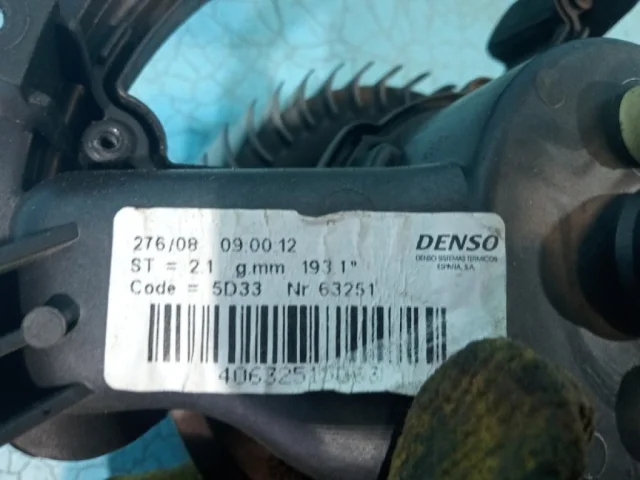 276/08 09.00.12
ST = 2.1 g.mm 193.1°
Code = 5D33 Nr 63251
DENSO
DENSO SISTEMAS TERMICOS
ESPAÑA, S.A.